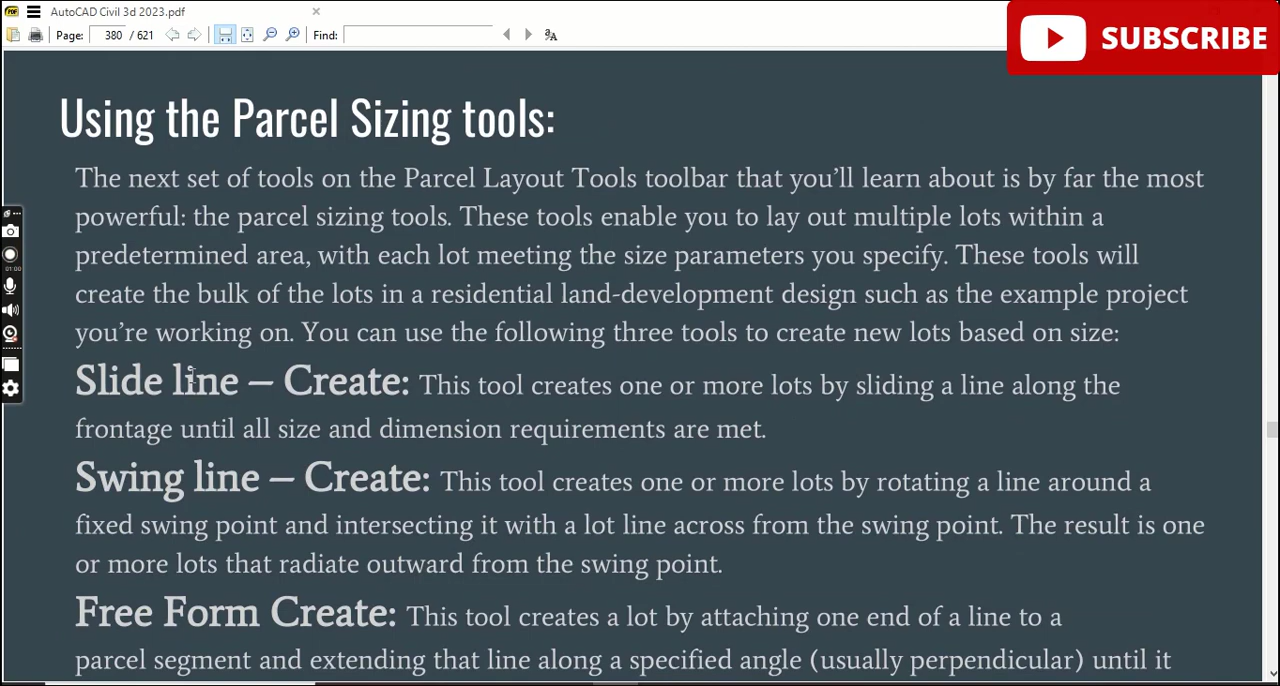 AutoCAD Civil 3d 2023.pdf
Page: 380 / 621 Find:
SUBSCRIBE
Using the Parcel Sizing tools:
The next set of tools on the Parcel Layout Tools toolbar that you’ll learn about is by far the most
powerful: the parcel sizing tools. These tools enable you to lay out multiple lots within a
predetermined area, with each lot meeting the size parameters you specify. These tools will
create the bulk of the lots in a residential land-development design such as the example project
you’re working on. You can use the following three tools to create new lots based on size:
Slide line – Create: This tool creates one or more lots by sliding a line along the
frontage until all size and dimension requirements are met.
Swing line – Create: This tool creates one or more lots by rotating a line around a
fixed swing point and intersecting it with a lot line across from the swing point. The result is one
or more lots that radiate outward from the swing point.
Free Form Create: This tool creates a lot by attaching one end of a line to a
parcel segment and extending that line along a specified angle (usually perpendicular) until it